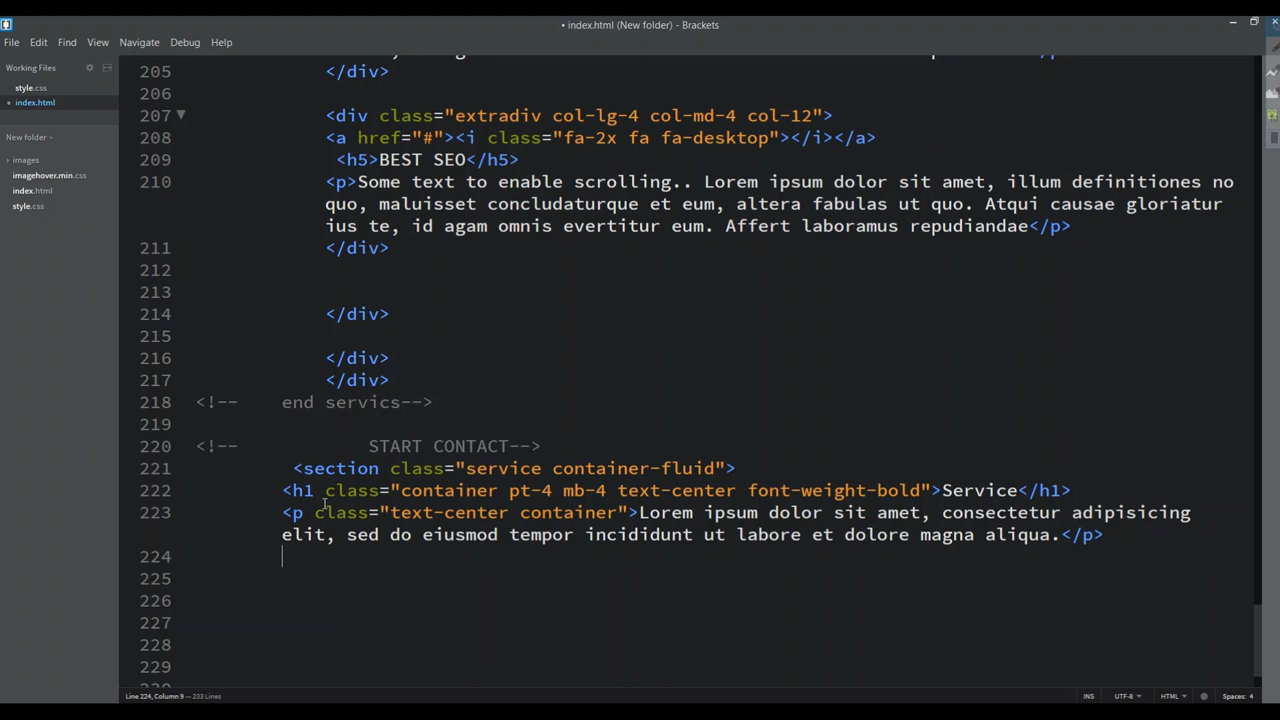 • index.html (New folder) - Brackets
File Edit Find View Navigate Debug Help
Working Files
style.css
• index.html
New folder
images
imagehover.min.css
index.html
style.css
205 </div>
206
207 <div class="extradiv col-lg-4 col-md-4 col-12">
208 <a href="#"><i class="fa-2x fa fa-desktop"></i></a>
209 <h5>BEST SEO</h5>
210 <p>Some text to enable scrolling.. Lorem ipsum dolor sit amet, illum definitiones no
quo, maluisset concludaturque et eum, altera fabulas ut quo. Atqui causae gloriatur
ius te, id agam omnis evertitur eum. Affert laboramus repudiandae</p>
211 </div>
212
213
214 </div>
215
216 </div>
217 </div>
218 <!-- end servics-->
219
220 <!-- START CONTACT-->
221 <section class="service container-fluid">
222 <h1 class="container pt-4 mb-4 text-center font-weight-bold">Service</h1>
223 <p class="text-center container">Lorem ipsum dolor sit amet, consectetur adipisicing
elit, sed do eiusmod tempor incididunt ut labore et dolore magna aliqua.</p>
224
225
226
227
228
229
Line 224, Column 9 — 233 Lines
INS UTF-8 HTML Spaces: 4